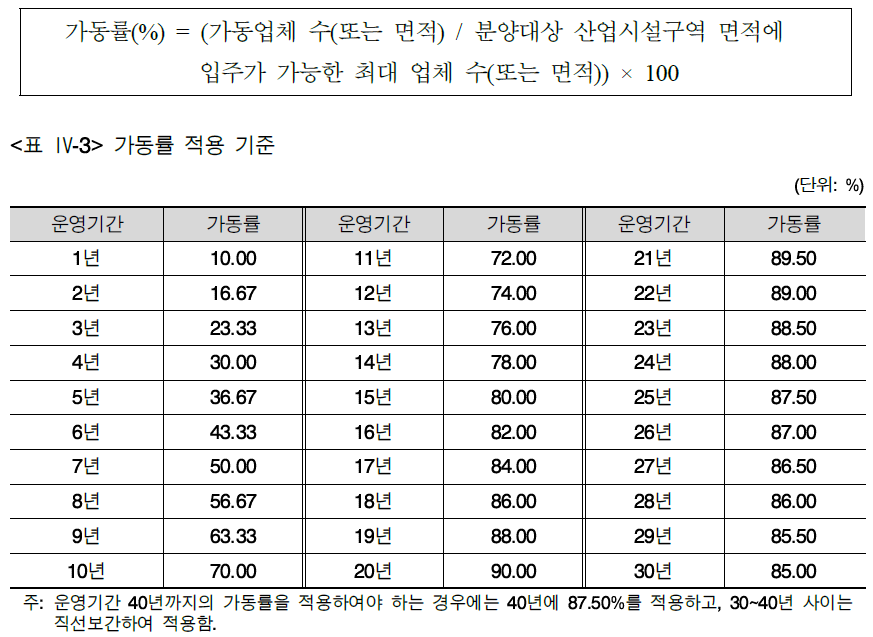 가동률(%) = (가동업체 수(또는 면적) / 분양대상 산업시설구역 면적에
입주가 가능한 최대 업체 수(또는 면적)) × 100
<표 Ⅳ-3> 가동률 적용 기준
(단위: %)
운영기간 가동률 운영기간 가동률 운영기간 가동률
1년 10.00 11년 72.00 21년 89.50
2년 16.67 12년 74.00 22년 89.00
3년 23.33 13년 76.00 23년 88.50
4년 30.00 14년 78.00 24년 88.00
5년 36.67 15년 80.00 25년 87.50
6년 43.33 16년 82.00 26년 87.00
7년 50.00 17년 84.00 27년 86.50
8년 56.67 18년 86.00 28년 86.00
9년 63.33 19년 88.00 29년 85.50
10년 70.00 20년 90.00 30년 85.00
주: 운영기간 40년까지의 가동률을 적용하여야 하는 경우에는 40년에 87.50%를 적용하고, 30~40년 사이는
직선보간하여 적용함.